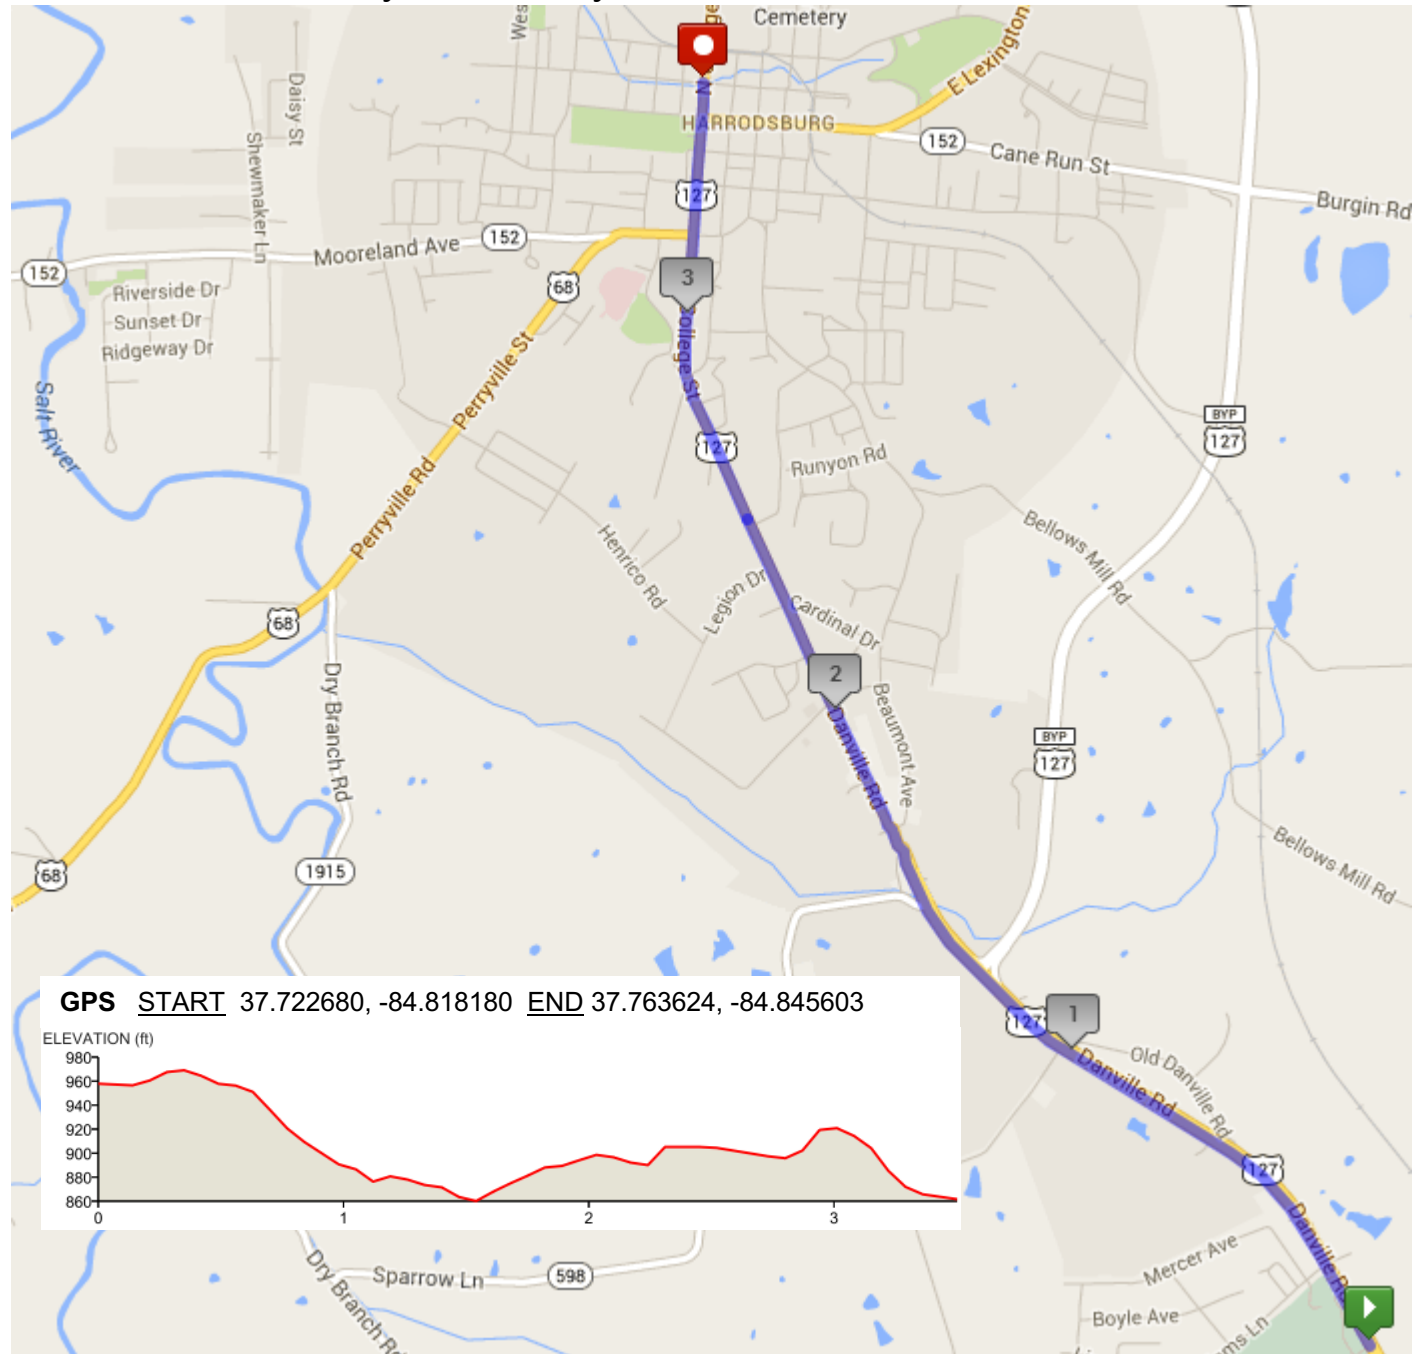 Cemetery
Wes
ge
N
E Lexington
Daisy St
Shewmaker Ln
HARRODSBURG
152
Cane Run St
Burgin Rd
127
Mooreland Ave
152
152
68
Riverside Dr
Sunset Dr
Ridgeway Dr
3
College St
Perryville St
Salt River
BYP
127
127
Runyon Rd
Perryville Rd
Bellows Mill Rd
Henrico Rd
Legion Dr
Cardinal Dr
68
2
Dry Branch Rd
Beaumont Ave
Danville Rd
BYP
127
68
1915
Bellows Mill Rd
GPS START 37.722680, -84.818180 END 37.763624, -84.845603
127
1
ELEVATION (ft)
980
960
940
920
900
880
860
0
1
2
3
Old Danville Rd
Danville Rd
127
Danville Rd
Mercer Ave
Dry Branch Rd
Sparrow Ln
598
Boyle Ave
ms Ln